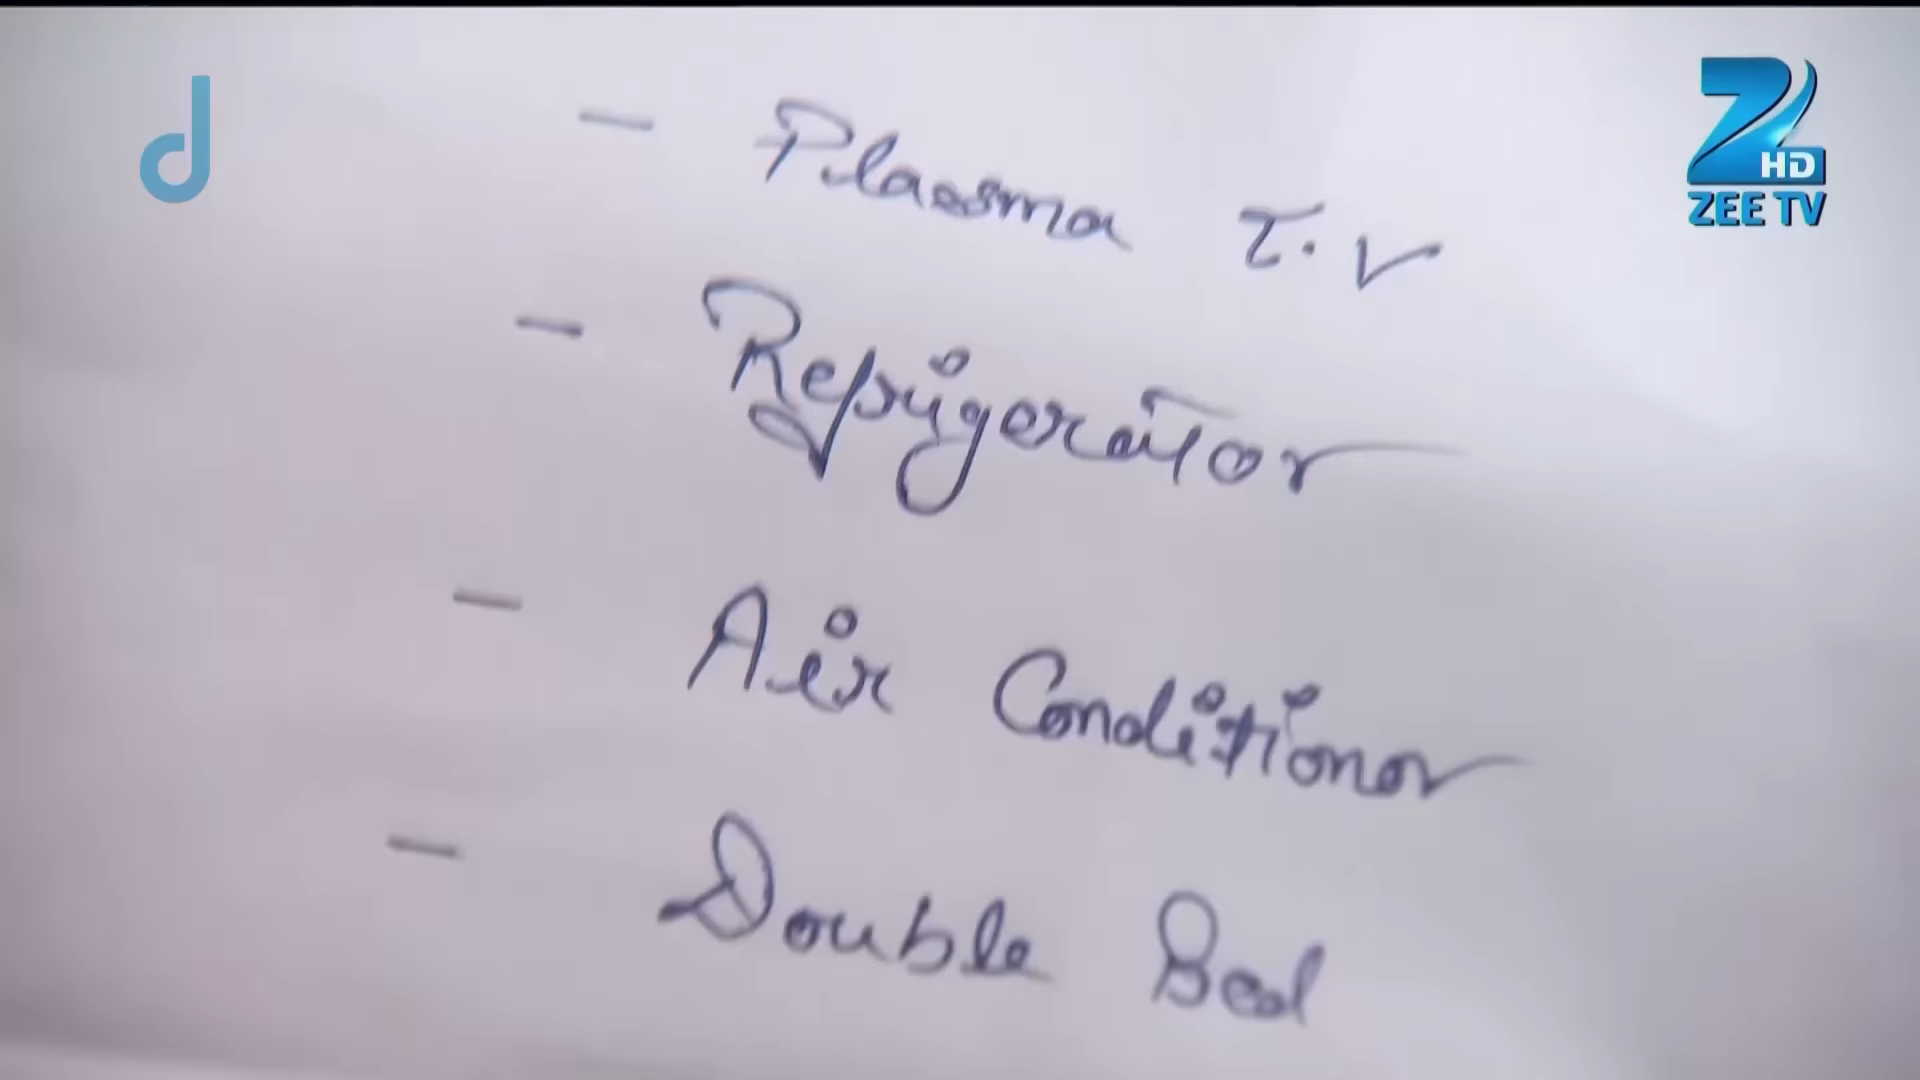 - Plasma T.V
- Refrigerator
- Air Conditioner
- Double Bed
HD
ZEE TV